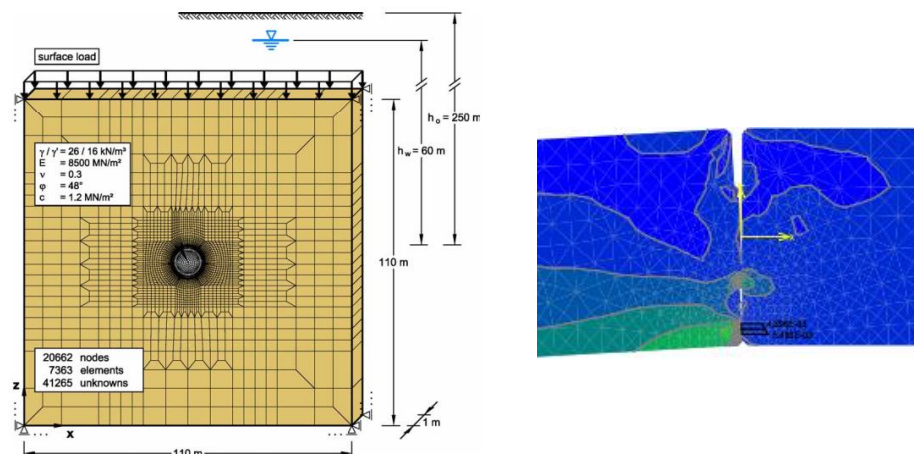 surface load
h₀ = 250 m
h_w = 60 m
γ / γ' = 26 / 16 kN/m³
E = 8500 MN/m²
ν = 0.3
φ = 48°
c = 1.2 MN/m²
110 m
20662 nodes
7363 elements
41265 unknowns
z
x
1 m
110 m